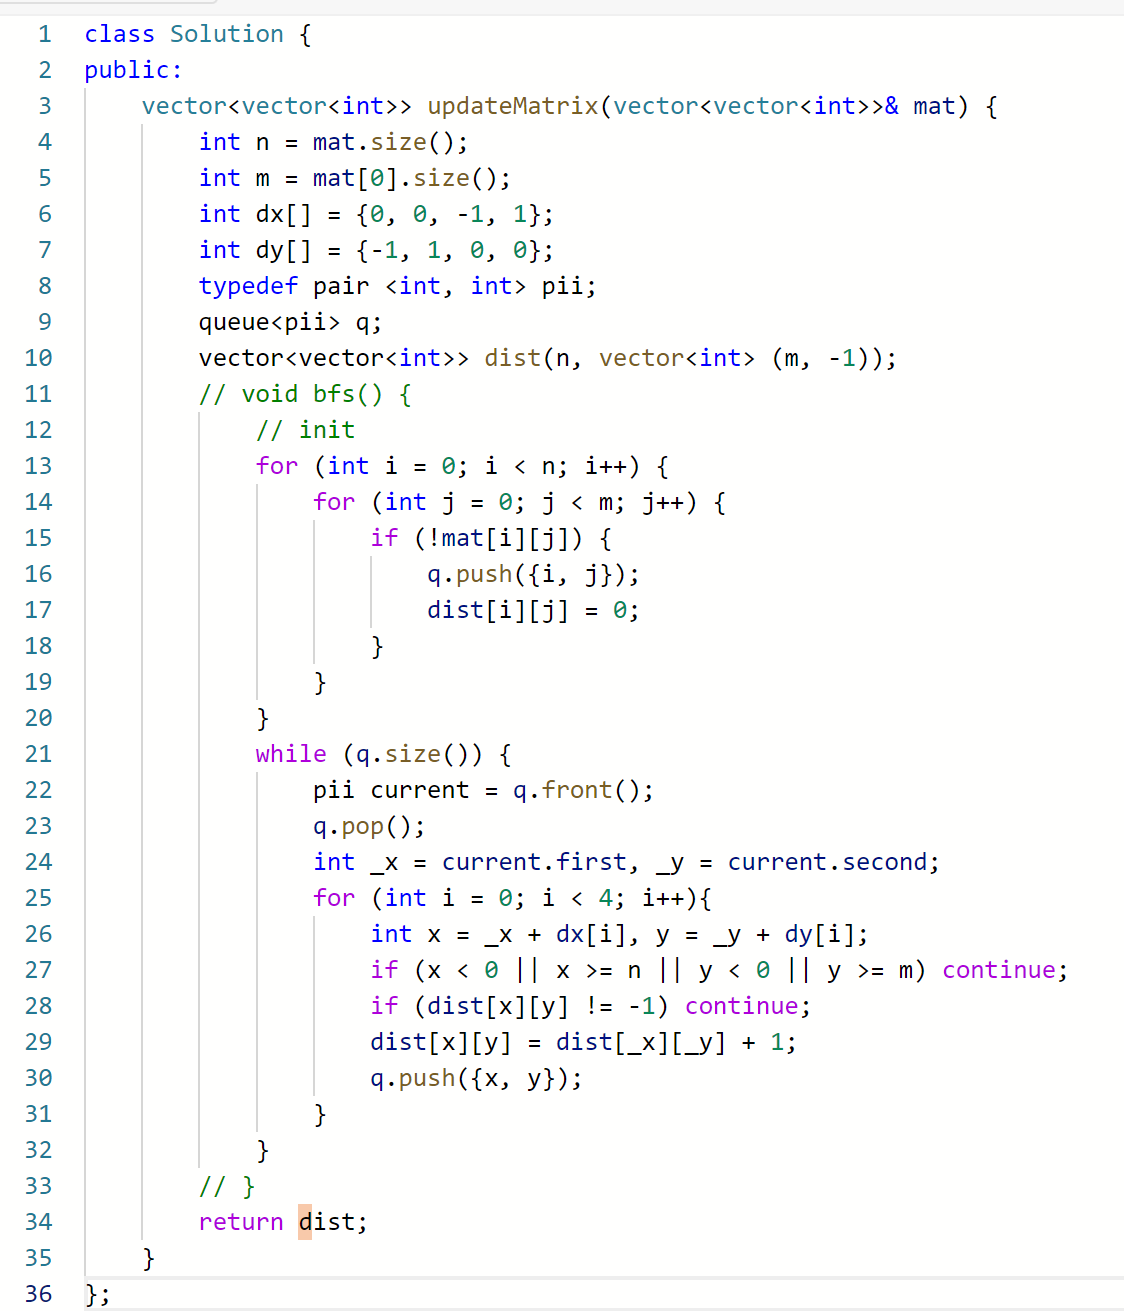 1 class Solution {
2 public:
3     vector<vector<int>> updateMatrix(vector<vector<int>>& mat) {
4         int n = mat.size();
5         int m = mat[0].size();
6         int dx[] = {0, 0, -1, 1};
7         int dy[] = {-1, 1, 0, 0};
8         typedef pair <int, int> pii;
9         queue<pii> q;
10         vector<vector<int>> dist(n, vector<int> (m, -1));
11         // void bfs() {
12             // init
13             for (int i = 0; i < n; i++) {
14                 for (int j = 0; j < m; j++) {
15                     if (!mat[i][j]) {
16                         q.push({i, j});
17                         dist[i][j] = 0;
18                     }
19                 }
20             }
21             while (q.size()) {
22                 pii current = q.front();
23                 q.pop();
24                 int _x = current.first, _y = current.second;
25                 for (int i = 0; i < 4; i++){
26                     int x = _x + dx[i], y = _y + dy[i];
27                     if (x < 0 || x >= n || y < 0 || y >= m) continue;
28                     if (dist[x][y] != -1) continue;
29                     dist[x][y] = dist[_x][_y] + 1;
30                     q.push({x, y});
31                 }
32             }
33         // }
34         return dist;
35     }
36 };